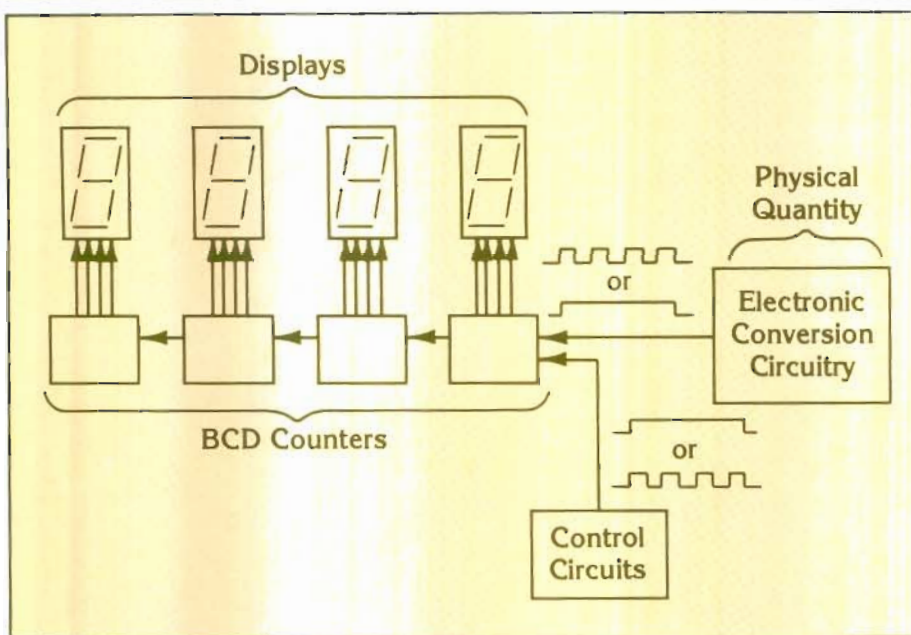 Displays
Physical
Quantity
or
Electronic
Conversion
Circuitry
BCD Counters
or
Control
Circuits